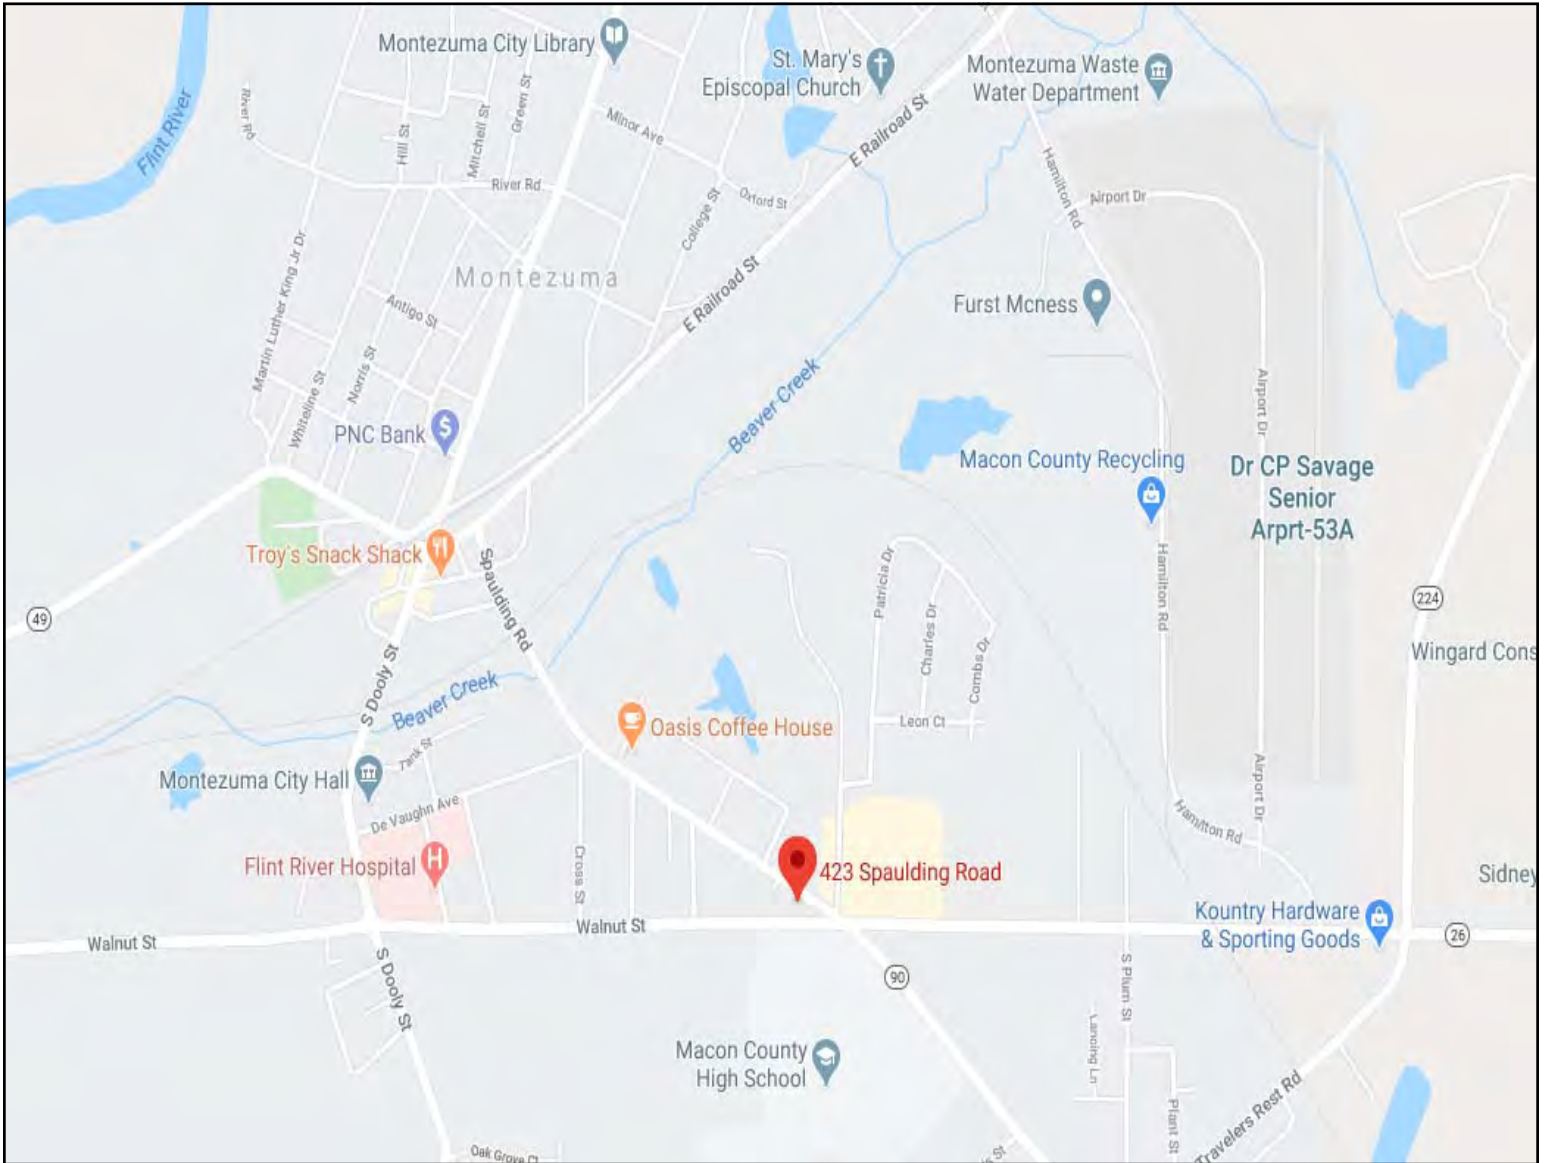 Montezuma City Library
St. Mary's
Episcopal Church
Montezuma Waste
Water Department
Flint River
River Rd
Hill St
Mitchell St
Green St
Minor Ave
E Railroad St
Hamilton Rd
River Rd
Oxford St
Airport Dr
College St
Martin Luther King Jr Dr
Montezuma
E Railroad St
Furst Mcness
Antigo St
Norris St
Whiteline St
Beaver Creek
Airport Dr
PNC Bank
Macon County Recycling
Dr CP Savage
Senior
Arprt-53A
Troy's Snack Shack
Spaulding Rd
Patricia Dr
Charles Dr
Combs Dr
Hamilton Rd
49
224
Wingard Cons
S Dooly St
Beaver Creek
Leon Ct
Oasis Coffee House
Tank St
Montezuma City Hall
De Vaughn Ave
Airport Dr
Hamilton Rd
Flint River Hospital
H
Cross St
423 Spaulding Road
Sidney
Kountry Hardware
& Sporting Goods
26
Walnut St
Walnut St
S Dooly St
90
S Plum St
Macon County
High School
Lancing Ln
Plant St
Travelers Rest Rd
Oak Grove Ct